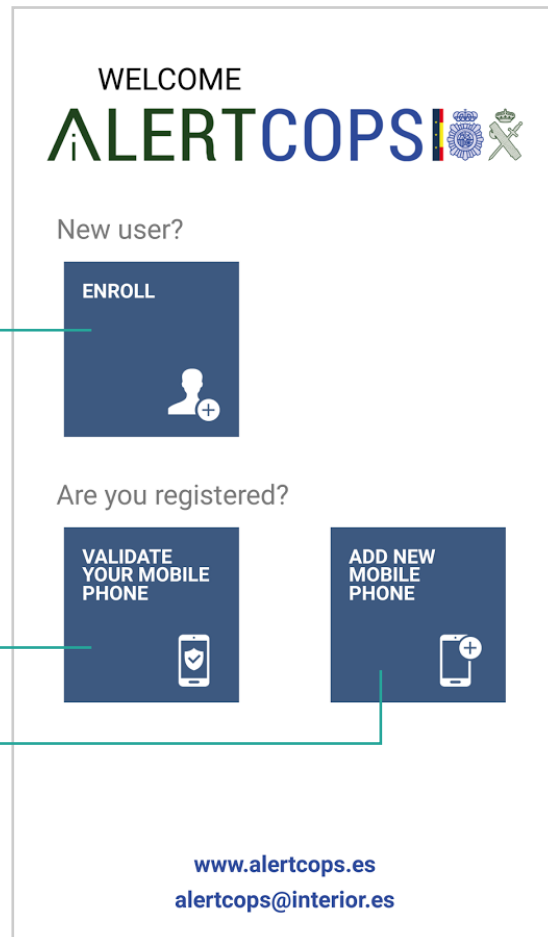 WELCOME
ALERTCOPS
New user?
ENROLL
Are you registered?
VALIDATE
YOUR MOBILE
PHONE
ADD NEW
MOBILE
PHONE
www.alertcops.es
alertcops@interior.es